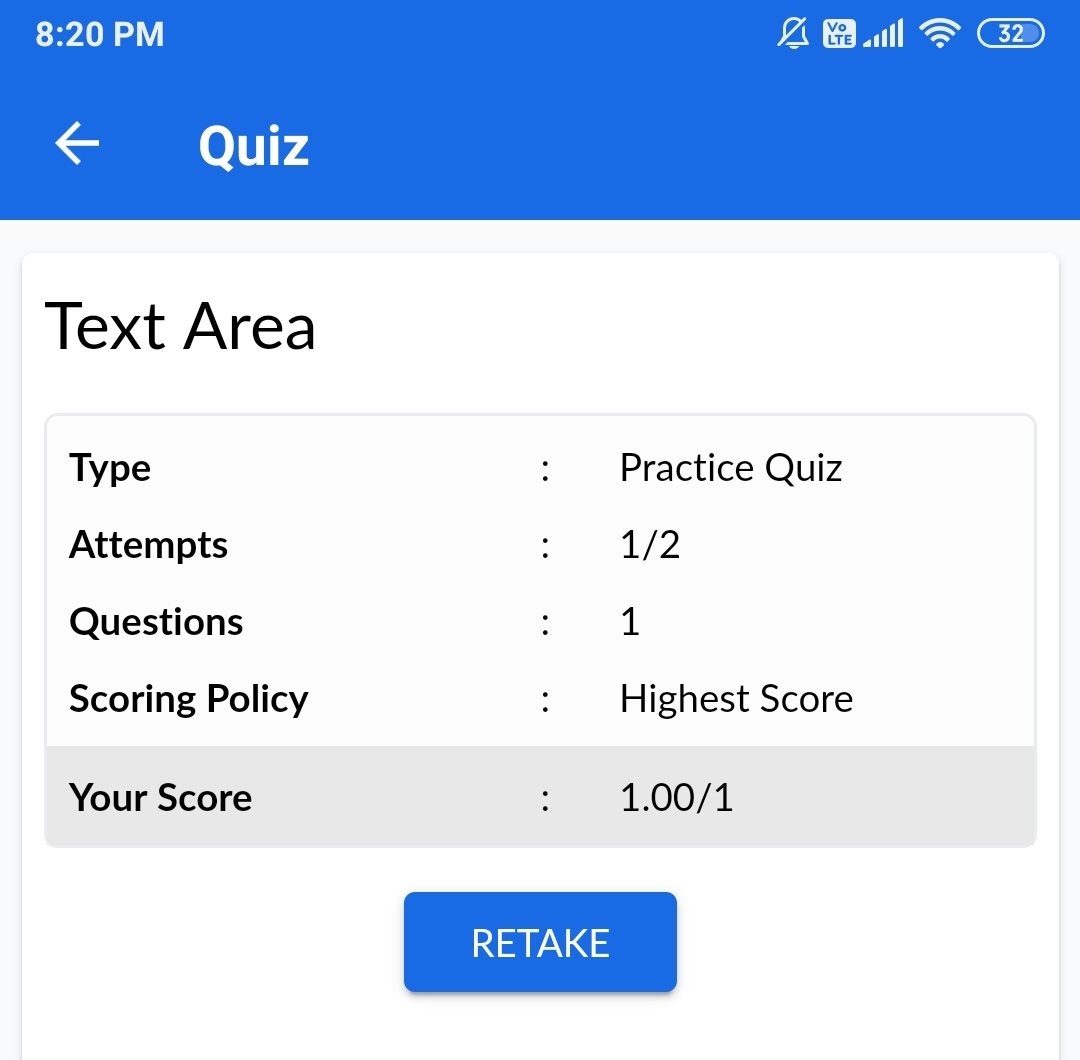 8:20 PM Vo LTE 32
Quiz
Text Area
Type : Practice Quiz
Attempts : 1/2
Questions : 1
Scoring Policy : Highest Score
Your Score : 1.00/1
RETAKE